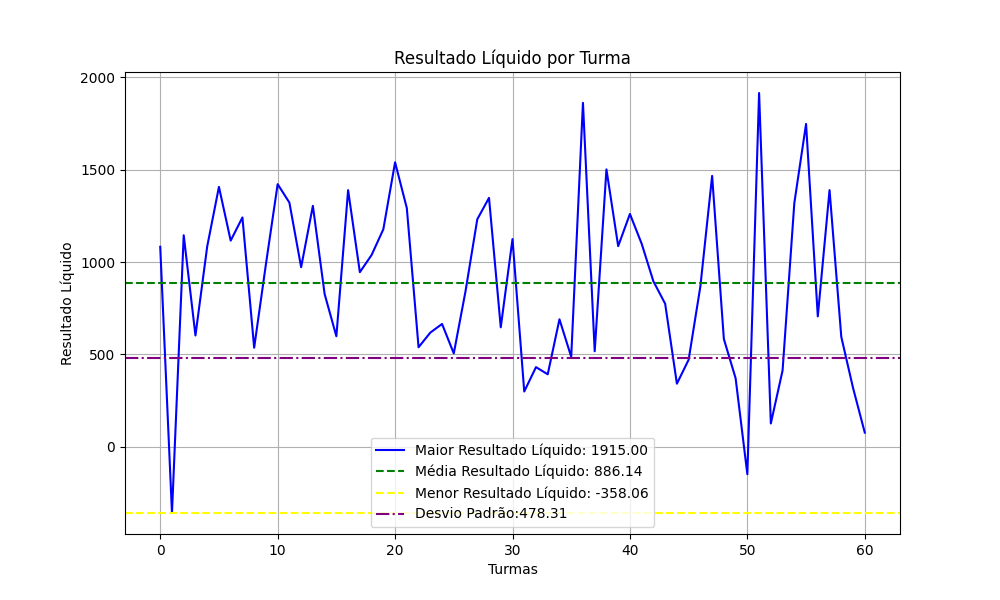 Resultado Líquido por Turma
2000
1500
1000
500
0
Resultado Líquido
Maior Resultado Líquido: 1915.00
Média Resultado Líquido: 886.14
Menor Resultado Líquido: -358.06
Desvio Padrão:478.31
0 10 20 30 40 50 60
Turmas